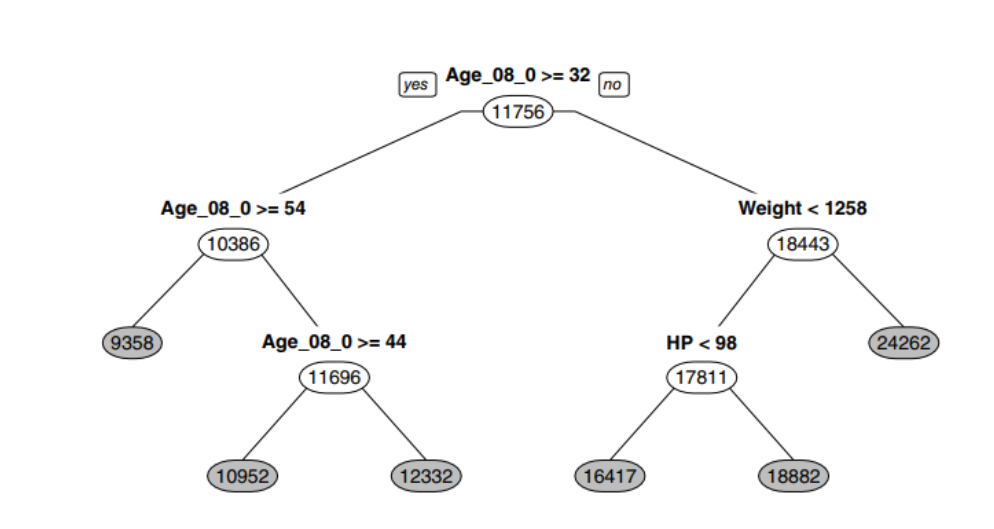 Age_08_0 >= 32
yes
no
11756
Age_08_0 >= 54
Weight < 1258
10386
18443
9358
Age_08_0 >= 44
HP < 98
24262
11696
17811
10952
12332
16417
18882